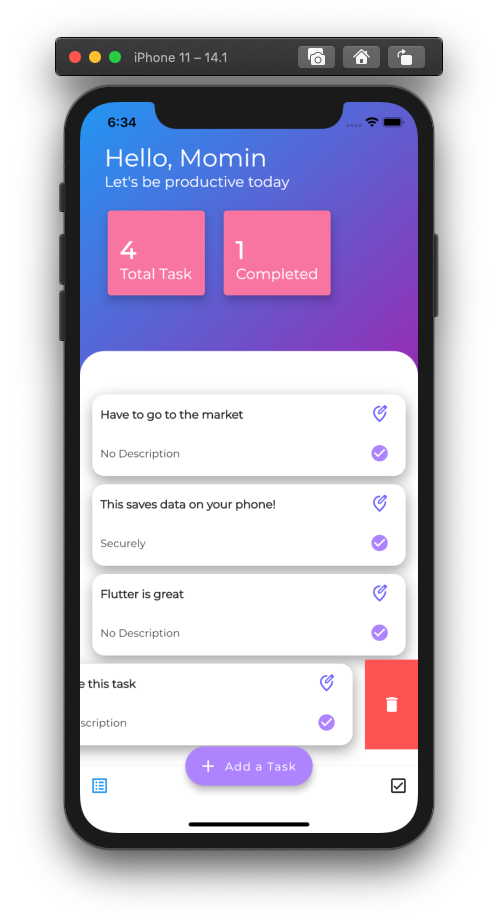 iPhone 11 – 14.1
6:34
Hello, Momin
Let's be productive today
4
Total Task
1
Completed
Have to go to the market
No Description
This saves data on your phone!
Securely
Flutter is great
No Description
e this task
scription
Add a Task